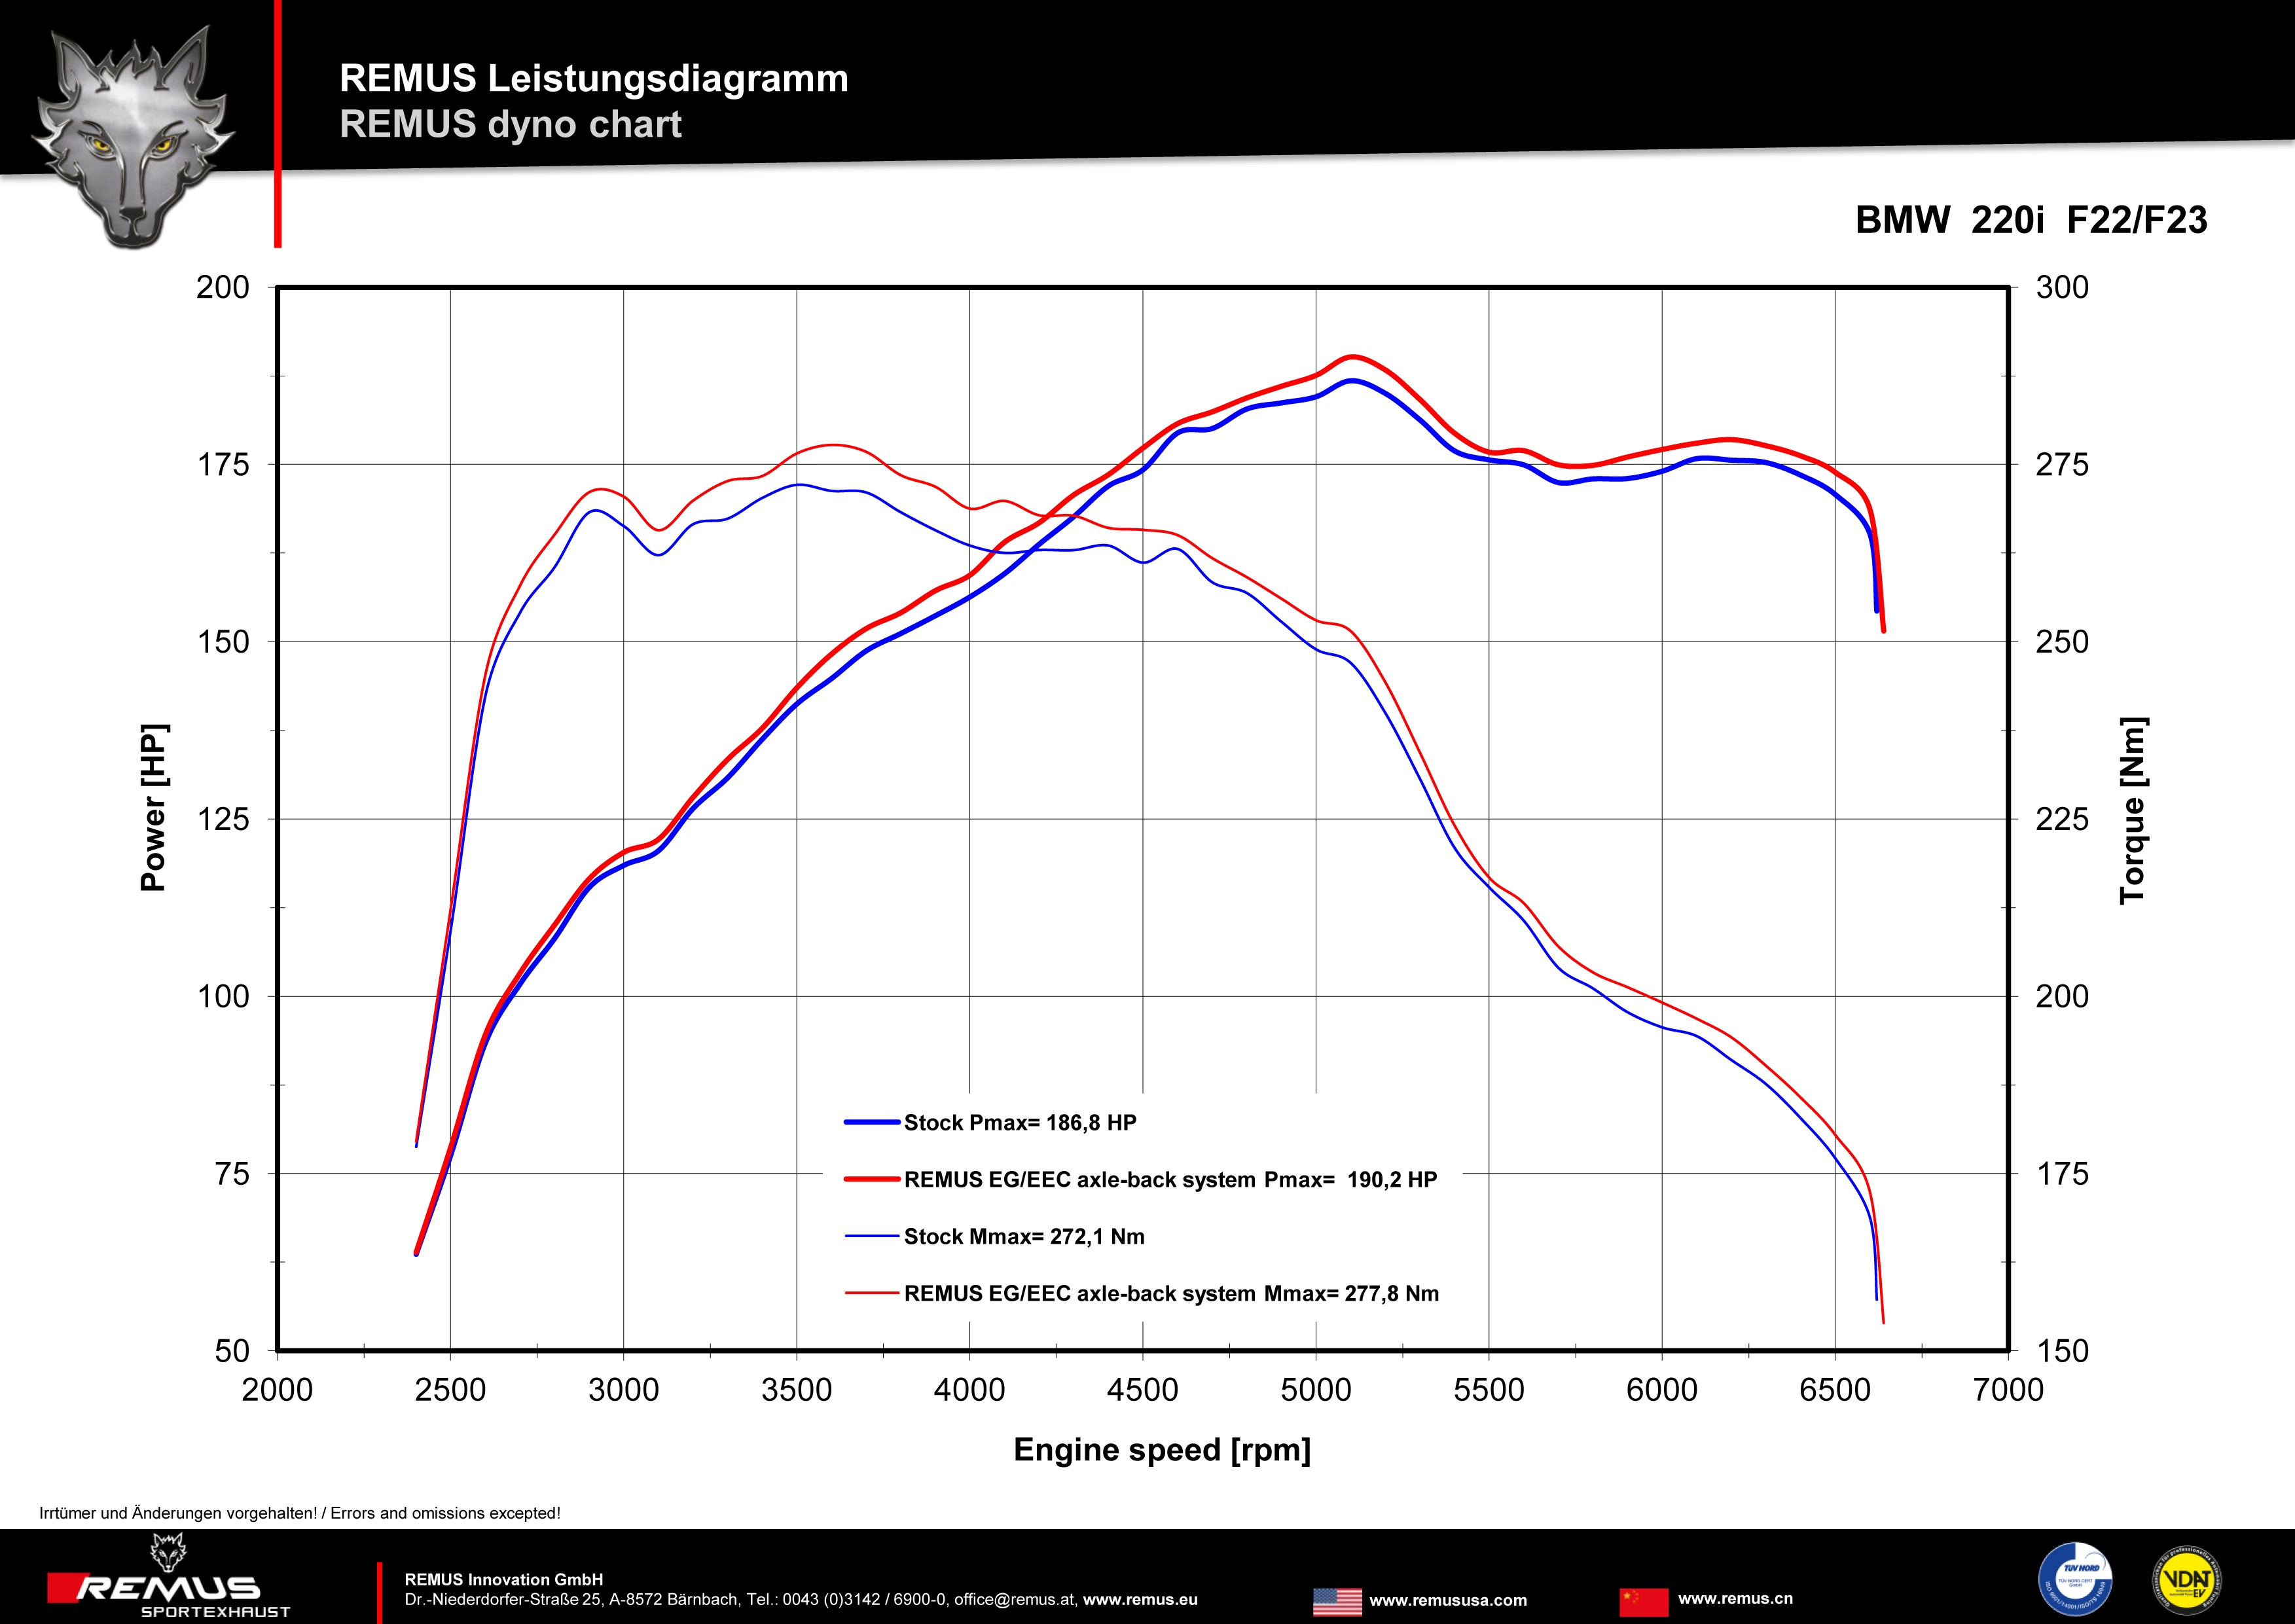 REMUS Leistungsdiagramm
REMUS dyno chart
BMW 220i F22/F23
200
175
150
125
100
75
50
300
275
250
225
200
175
150
Power [HP]
Torque [Nm]
Stock Pmax= 186,8 HP
REMUS EG/EEC axle-back system Pmax= 190,2 HP
Stock Mmax= 272,1 Nm
REMUS EG/EEC axle-back system Mmax= 277,8 Nm
2000 2500 3000 3500 4000 4500 5000 5500 6000 6500 7000
Engine speed [rpm]
Irrtümer und Änderungen vorgehalten! / Errors and omissions excepted!
REMUS
SPORTEXHAUST
REMUS Innovation GmbH
Dr.-Niederdorfer-Straße 25, A-8572 Bärnbach, Tel.: 0043 (0)3142 / 6900-0, office@remus.at, www.remus.eu
www.remususa.com
www.remus.cn
TÜV NORD
TÜV NORD CERT
GmbH
VDAT
EV